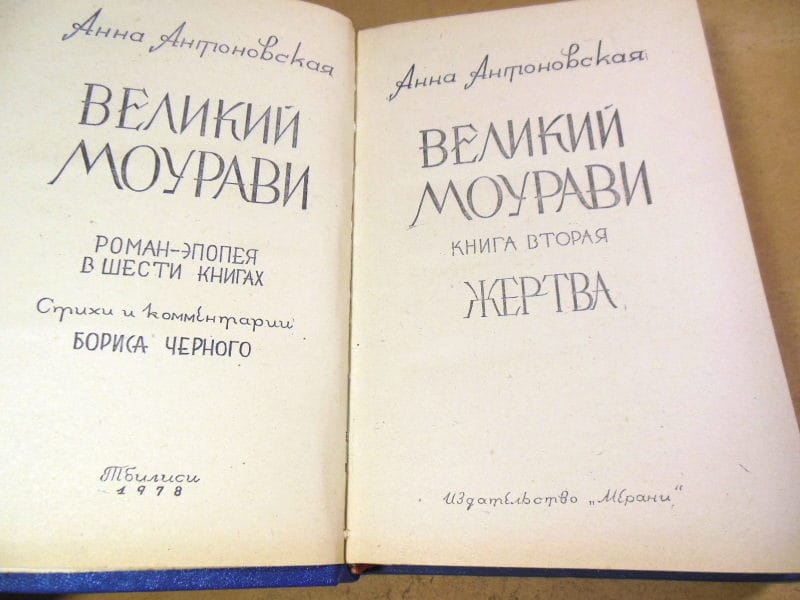 Анна Антоновская
ВЕЛИКИЙ
МОУРАВИ
РОМАН-ЭПОПЕЯ
В ШЕСТИ КНИГАХ
Стихи и комментарии
БОРИСА ЧЕРНОГО
Тбилиси
1978
Анна Антоновская
ВЕЛИКИЙ
МОУРАВИ
КНИГА ВТОРАЯ
ЖЕРТВА
Издательство „Мерани“